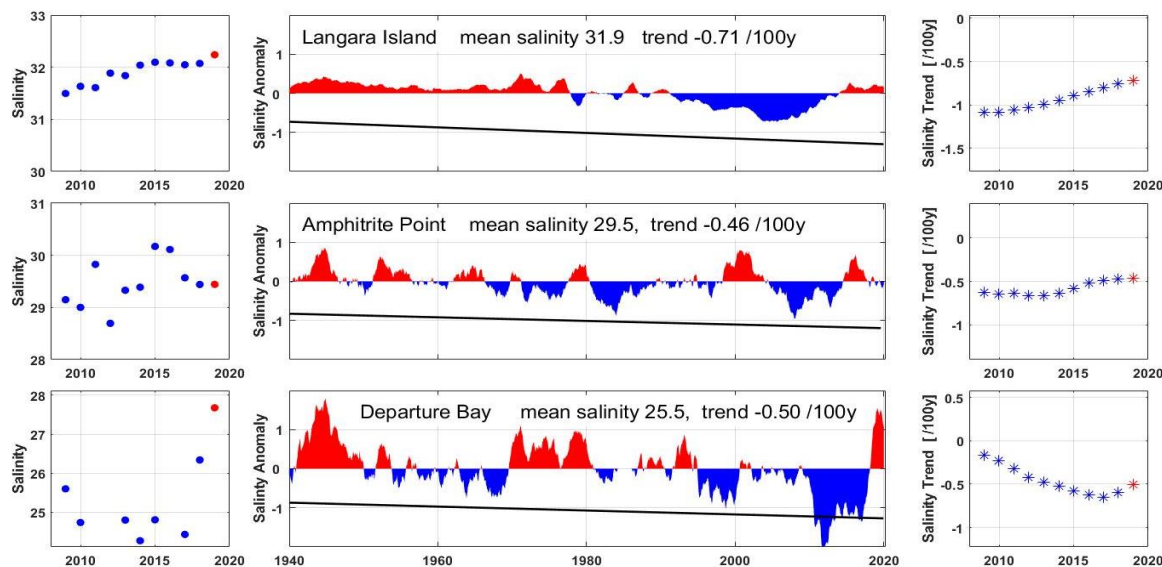 Salinity
33
32
31
30
2010 2015 2020
Salinity Anomaly
1
0
-1
Langara Island mean salinity 31.9 trend -0.71 /100y
Salinity Trend [/100y]
0
-0.5
-1
-1.5
2010 2015 2020
Salinity
31
30
29
28
2010 2015 2020
Salinity Anomaly
1
0
-1
Amphitrite Point mean salinity 29.5, trend -0.46 /100y
Salinity Trend [/100y]
0
-0.5
-1
2010 2015 2020
Salinity
28
27
26
25
2010 2015 2020
Salinty Anomaly
1
0
-1
Departure Bay mean salinity 25.5, trend -0.50 /100y
1940 1960 1980 2000 2020
Salinity Trend [/100y]
0.5
0
-0.5
-1
2010 2015 2020